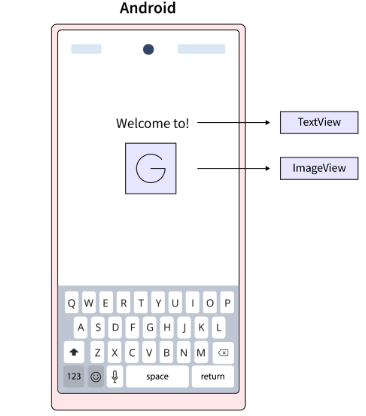 Android
Welcome to!
TextView
G
ImageView
Q W E R T Y U I O P
A S D F G H J K L
Z X C V B N M
123 space return